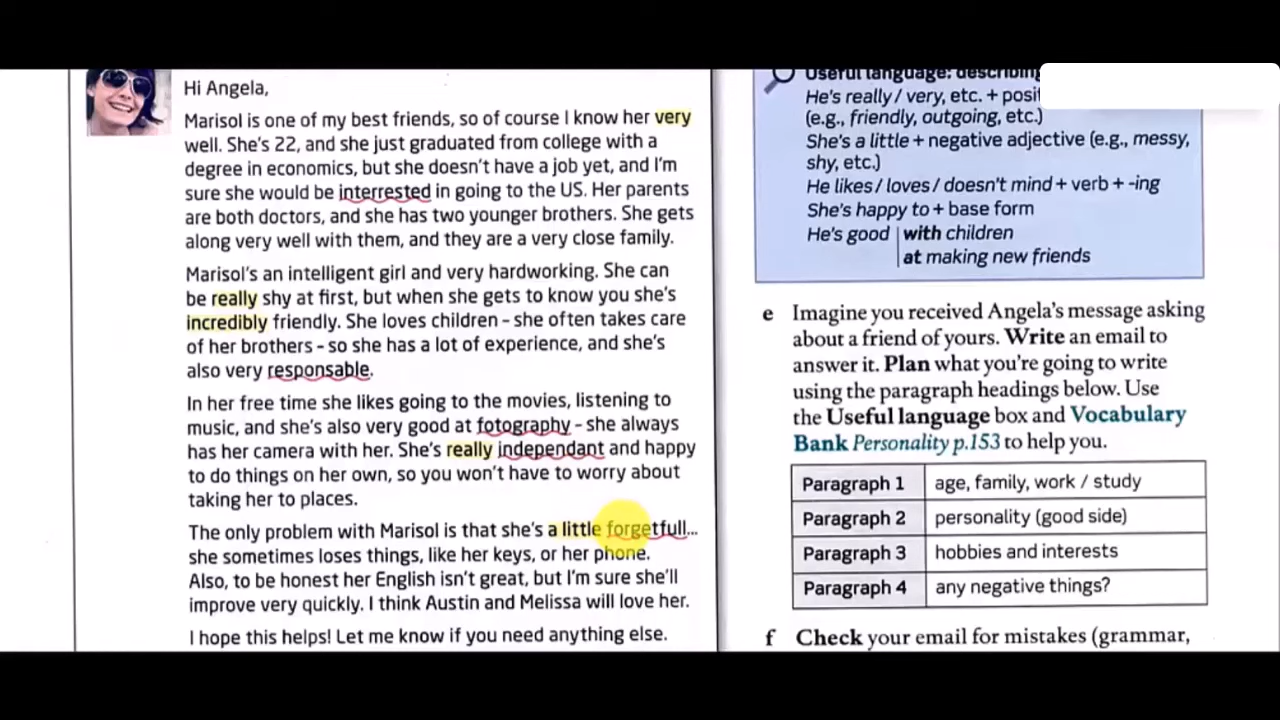 Hi Angela,
Marisol is one of my best friends, so of course I know her very
well. She's 22, and she just graduated from college with a
degree in economics, but she doesn't have a job yet, and I'm
sure she would be interrested in going to the US. Her parents
are both doctors, and she has two younger brothers. She gets
along very well with them, and they are a very close family.
Marisol's an intelligent girl and very hardworking. She can
be really shy at first, but when she gets to know you she's
incredibly friendly. She loves children – she often takes care
of her brothers – so she has a lot of experience, and she's
also very responsable.
In her free time she likes going to the movies, listening to
music, and she's also very good at fotography – she always
has her camera with her. She's really independant and happy
to do things on her own, so you won't have to worry about
taking her to places.
The only problem with Marisol is that she's a little forgetfull...
she sometimes loses things, like her keys, or her phone.
Also, to be honest her English isn't great, but I'm sure she'll
improve very quickly. I think Austin and Melissa will love her.
I hope this helps! Let me know if you need anything else.
Useful language: describing
He's really / very, etc. +
(e.g., friendly, outgoing, etc.)
She's a little + negative adjective (e.g., messy,
shy, etc.)
He likes / loves / doesn't mind + verb + -ing
She's happy to + base form
He's good with children
at making new friends
e Imagine you received Angela's message asking
about a friend of yours. Write an email to
answer it. Plan what you're going to write
using the paragraph headings below. Use
the Useful language box and Vocabulary
Bank Personality p.153 to help you.
Paragraph 1 age, family, work / study
Paragraph 2 personality (good side)
Paragraph 3 hobbies and interests
Paragraph 4 any negative things?
f Check your email for mistakes (grammar,